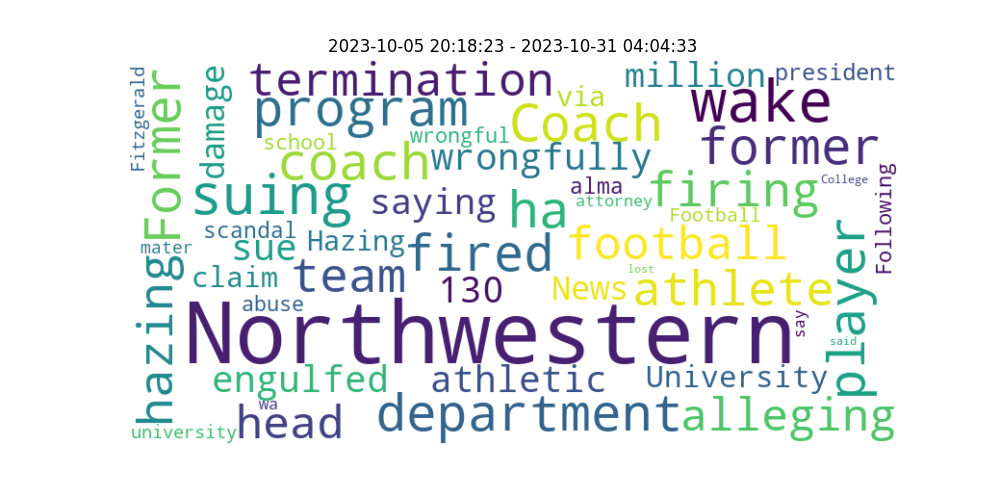 2023-10-05 20:18:23 - 2023-10-31 04:04:33
Fitzgerald
Former
damage
termination
million
president
program
via
Coach
wake
school
wrongful
former
coach
wrongfully
suing
saying
ha
alma
attorney
firing
College
Following
Football
scandal
mater
sue
Hazing
fired
football
player
claim
team
130
lost
News
athlete
hazing
abuse
Northwestern
say
said
engulfed
athletic
University
wa
head
department
alleging
university